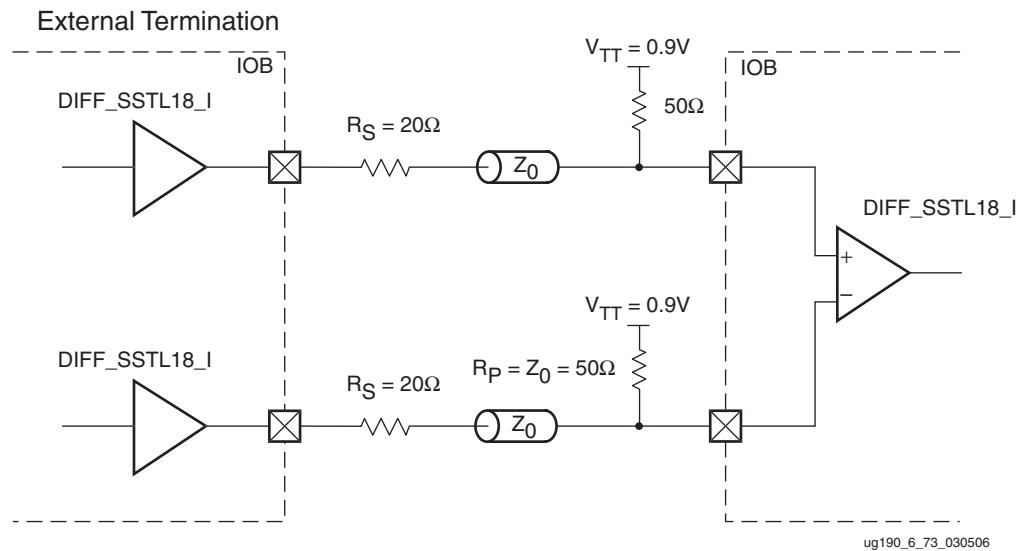 External Termination
IOB
DIFF_SSTL18_I
R_S = 20Ω
Z_0
V_TT = 0.9V
50Ω
IOB
DIFF_SSTL18_I
+
−
DIFF_SSTL18_I
R_S = 20Ω
Z_0
V_TT = 0.9V
R_P = Z_0 = 50Ω
ug190_6_73_030506